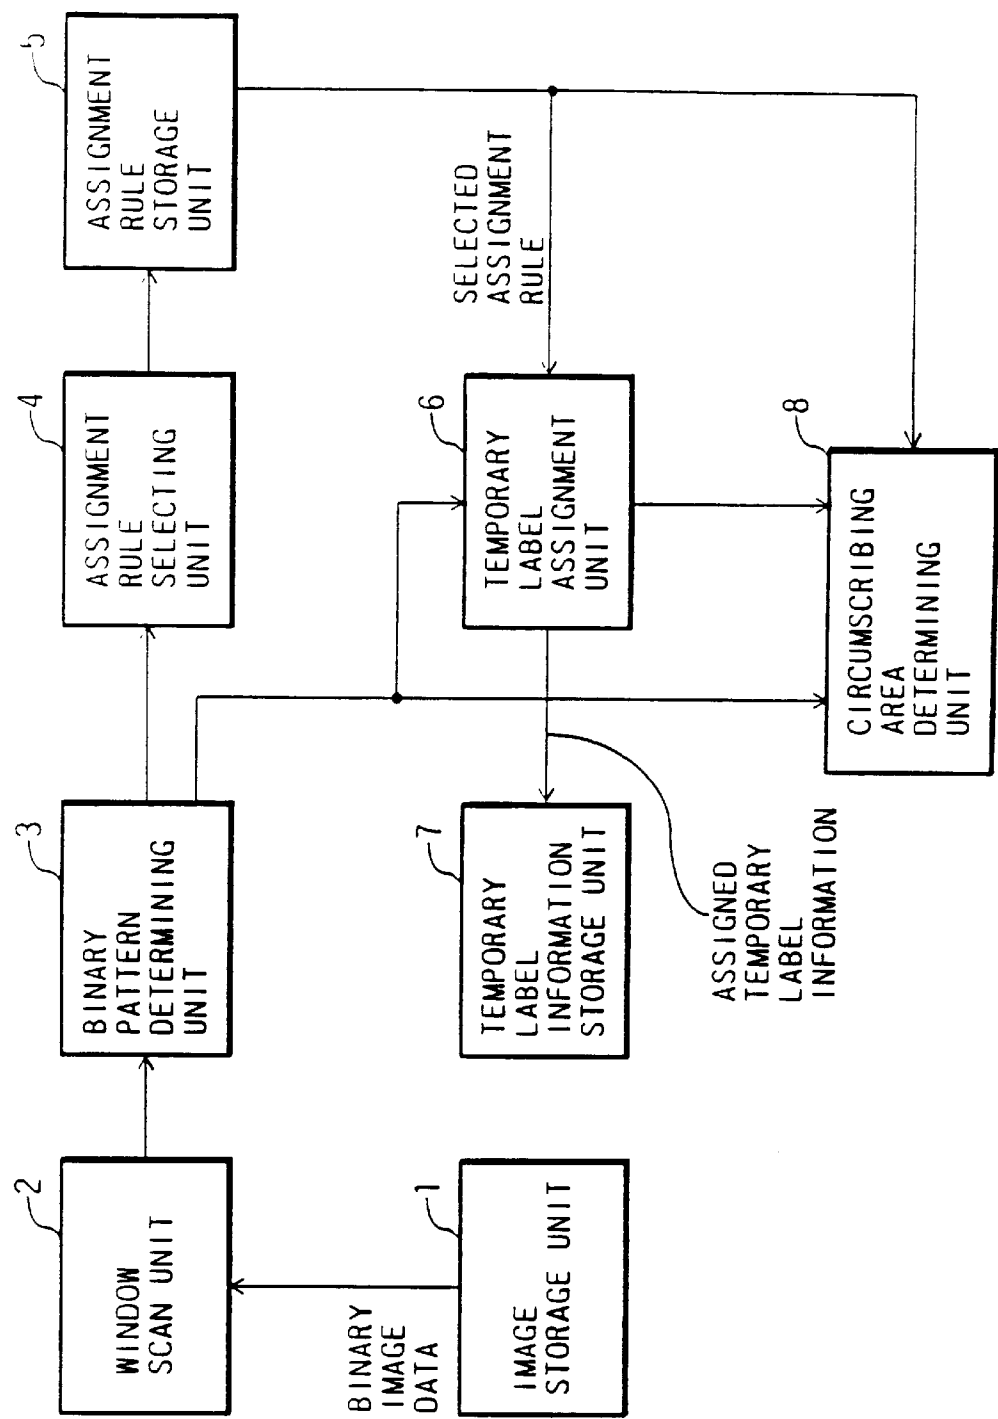 2
WINDOW
SCAN UNIT
3
BINARY
PATTERN
DETERMINING
UNIT
4
ASSIGNMENT
RULE
SELECTING
UNIT
5
ASSIGNMENT
RULE
STORAGE
UNIT
BINARY
IMAGE
DATA
1
IMAGE
STORAGE UNIT
7
TEMPORARY
LABEL
INFORMATION
STORAGE UNIT
6
TEMPORARY
LABEL
ASSIGNMENT
UNIT
SELECTED
ASSIGNMENT
RULE
ASSIGNED
TEMPORARY
LABEL
INFORMATION
8
CIRCUMSCRIBING
AREA
DETERMINING
UNIT